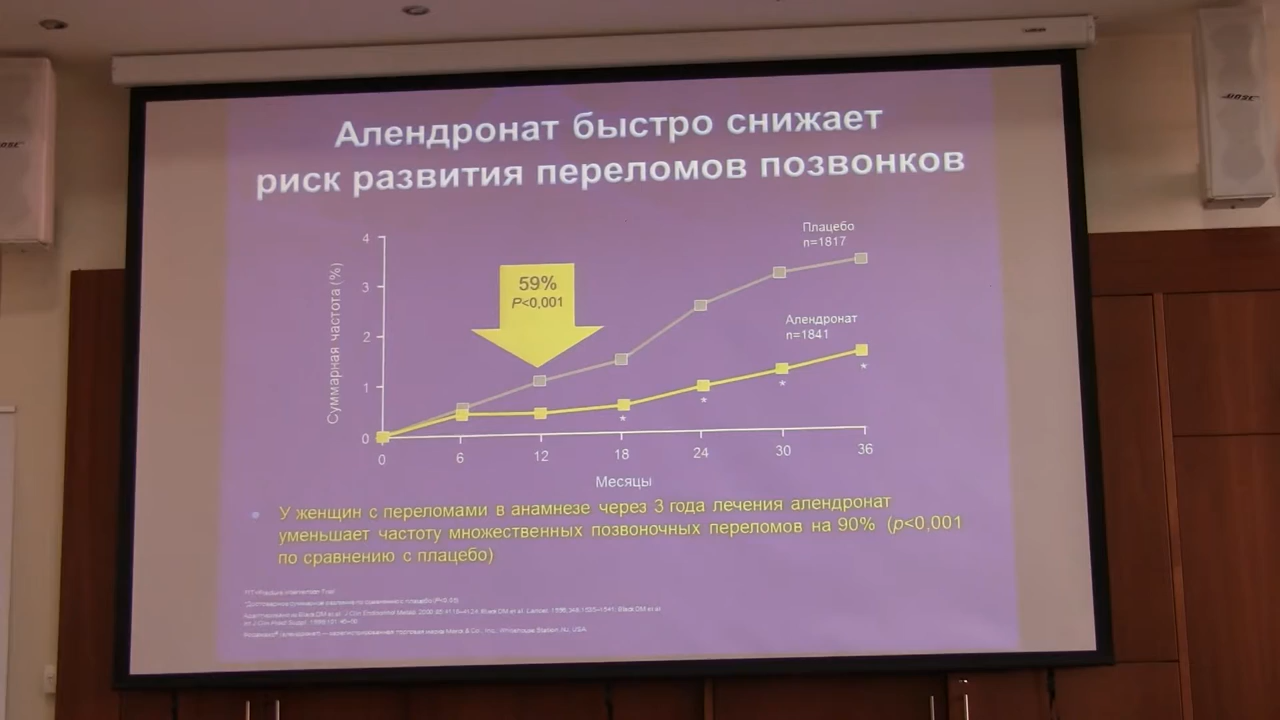 Алендронат быстро снижает
риск развития переломов позвонков
Суммарная частота (%)
4
3
2
1
0
59%
P<0,001
Плацебо
n=1817
Алендронат
n=1841
*
*
*
*
0
6
12
18
24
30
36
Месяцы
• У женщин с переломами в анамнезе через 3 года лечения алендронат
уменьшает частоту множественных позвоночных переломов на 90% (p<0,001
по сравнению с плацебо)
BOSE